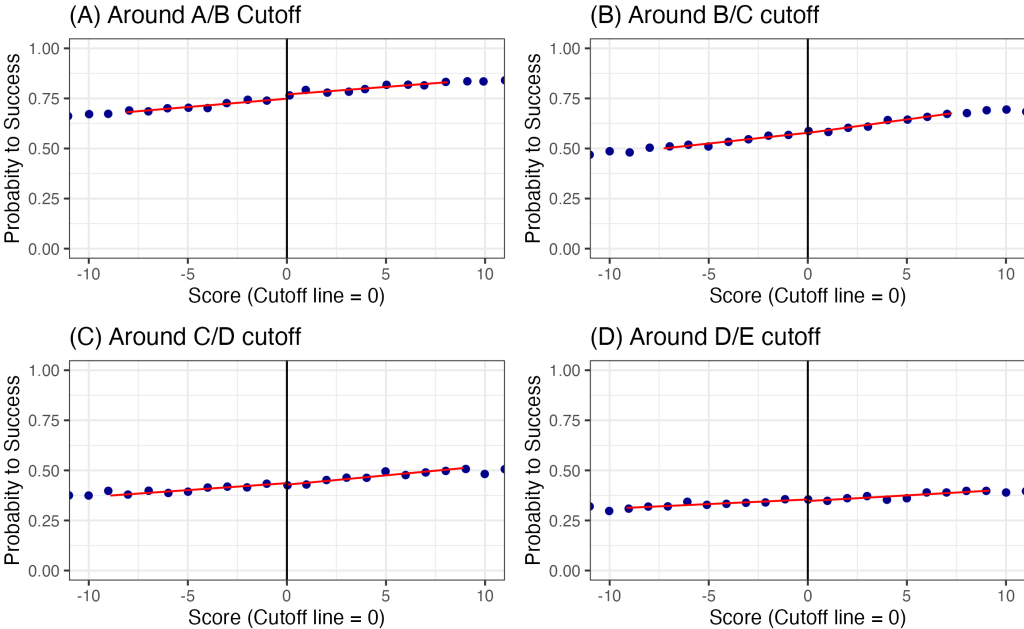 (A) Around A/B Cutoff
Probabity to Success
1.00
0.75
0.50
0.25
0.00
-10 -5 0 5 10
Score (Cutoff line = 0)
(B) Around B/C cutoff
Probabity to Success
1.00
0.75
0.50
0.25
0.00
-10 -5 0 5 10
Score (Cutoff line = 0)
(C) Around C/D cutoff
Probabity to Success
1.00
0.75
0.50
0.25
0.00
-10 -5 0 5 10
Score (Cutoff line = 0)
(D) Around D/E cutoff
Probabity to Success
1.00
0.75
0.50
0.25
0.00
-10 -5 0 5 10
Score (Cutoff line = 0)